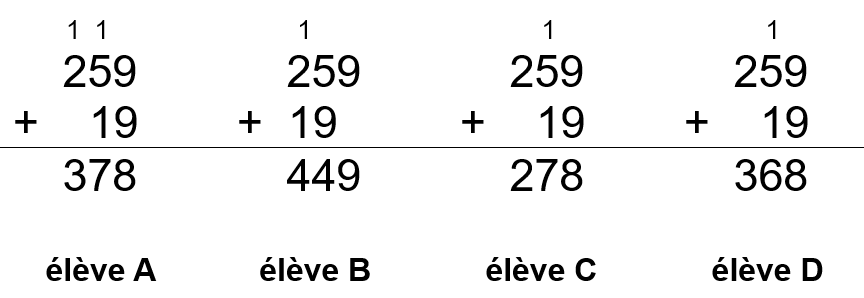 1 1 1 1 1
259 259 259 259
+ 19 + 19 + 19 + 19
378 449 278 368
élève A élève B élève C élève D